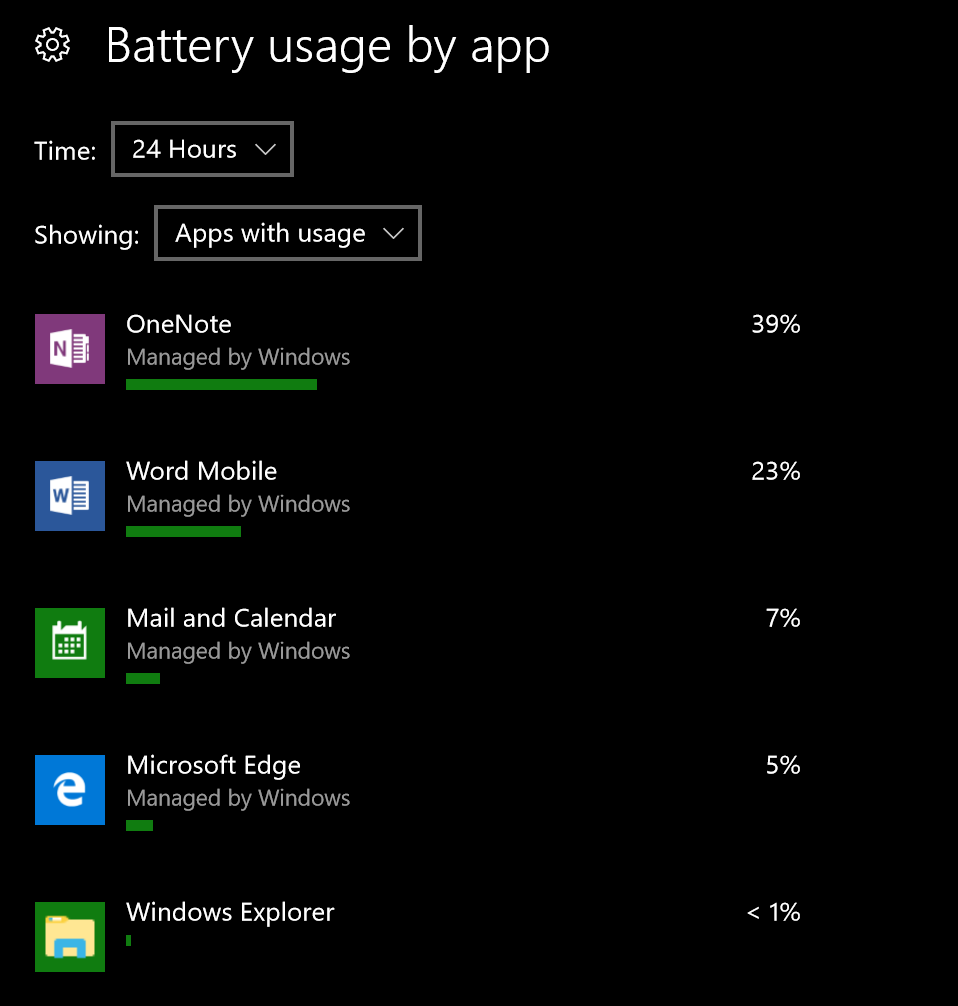 Battery usage by app
Time: 24 Hours
Showing: Apps with usage
OneNote 39%
Managed by Windows
Word Mobile 23%
Managed by Windows
Mail and Calendar 7%
Managed by Windows
Microsoft Edge 5%
Managed by Windows
Windows Explorer < 1%